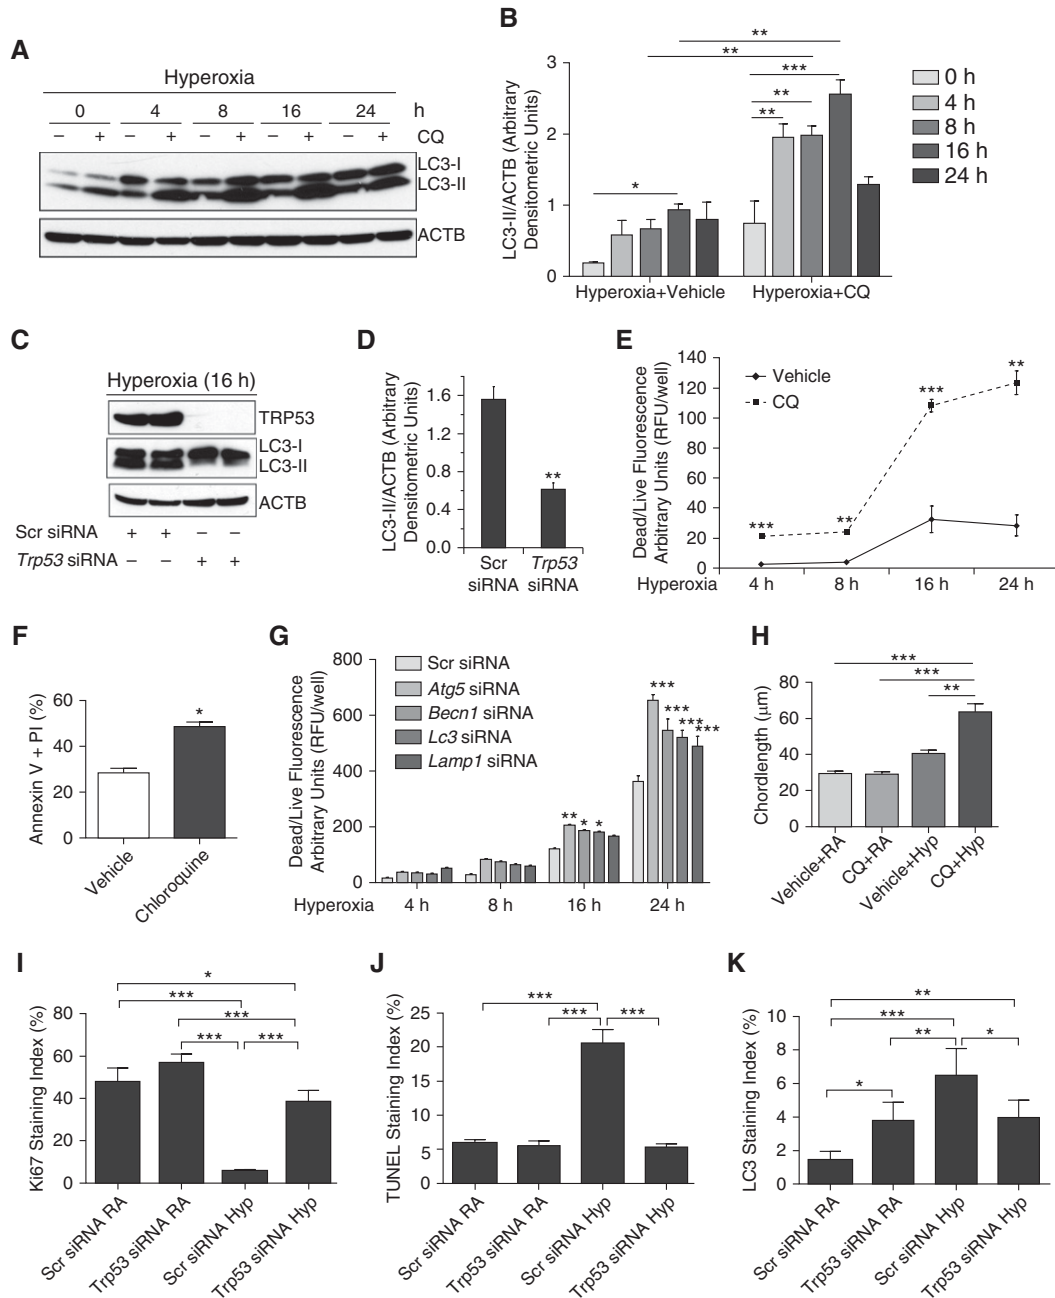 A
Hyperoxia
0 4 8 16 24 h
– + – + – + – + – + CQ
LC3-I
LC3-II
ACTB
B
LC3-II/ACTB (Arbitrary
Densitometric Units)
3
2
1
0
**
**
***
**
**
*
Hyperoxia+Vehicle Hyperoxia+CQ
0 h
4 h
8 h
16 h
24 h
C
Hyperoxia (16 h)
TRP53
LC3-I
LC3-II
ACTB
Scr siRNA + + – –
Trp53 siRNA – – + +
D
LC3-II/ACTB (Arbitrary
Densitometric Units)
1.6
1.2
0.8
0.4
0.0
**
Scr
siRNA
Trp53
siRNA
E
Dead/Live Fluorescence
Arbitrary Units (RFU/well)
140
120
100
80
60
40
20
0
Vehicle
CQ
***
**
***
**
Hyperoxia 4 h 8 h 16 h 24 h
F
Annexin V + PI (%)
60
40
20
0
*
Vehicle
Chloroquine
G
Dead/Live Fluorescence
Arbitrary Units (RFU/well)
800
600
400
200
0
Scr siRNA
Atg5 siRNA
Becn1 siRNA
Lc3 siRNA
Lamp1 siRNA
** * *
***
***
***
***
Hyperoxia 4 h 8 h 16 h 24 h
H
Chordlength (μm)
80
60
40
20
0
***
***
**
Vehicle+RA
CQ+RA
Vehicle+Hyp
CQ+Hyp
I
Ki67 Staining Index (%)
80
60
40
20
0
*
***
***
*** ***
Scr siRNA RA
Trp53 siRNA RA
Scr siRNA Hyp
Trp53 siRNA Hyp
J
TUNEL Staining Index (%)
25
20
15
10
5
0
***
*** ***
Scr siRNA RA
Trp53 siRNA RA
Scr siRNA Hyp
Trp53 siRNA Hyp
K
LC3 Staining Index (%)
10
8
6
4
2
0
**
***
** *
*
Scr siRNA RA
Trp53 siRNA RA
Scr siRNA Hyp
Trp53 siRNA Hyp